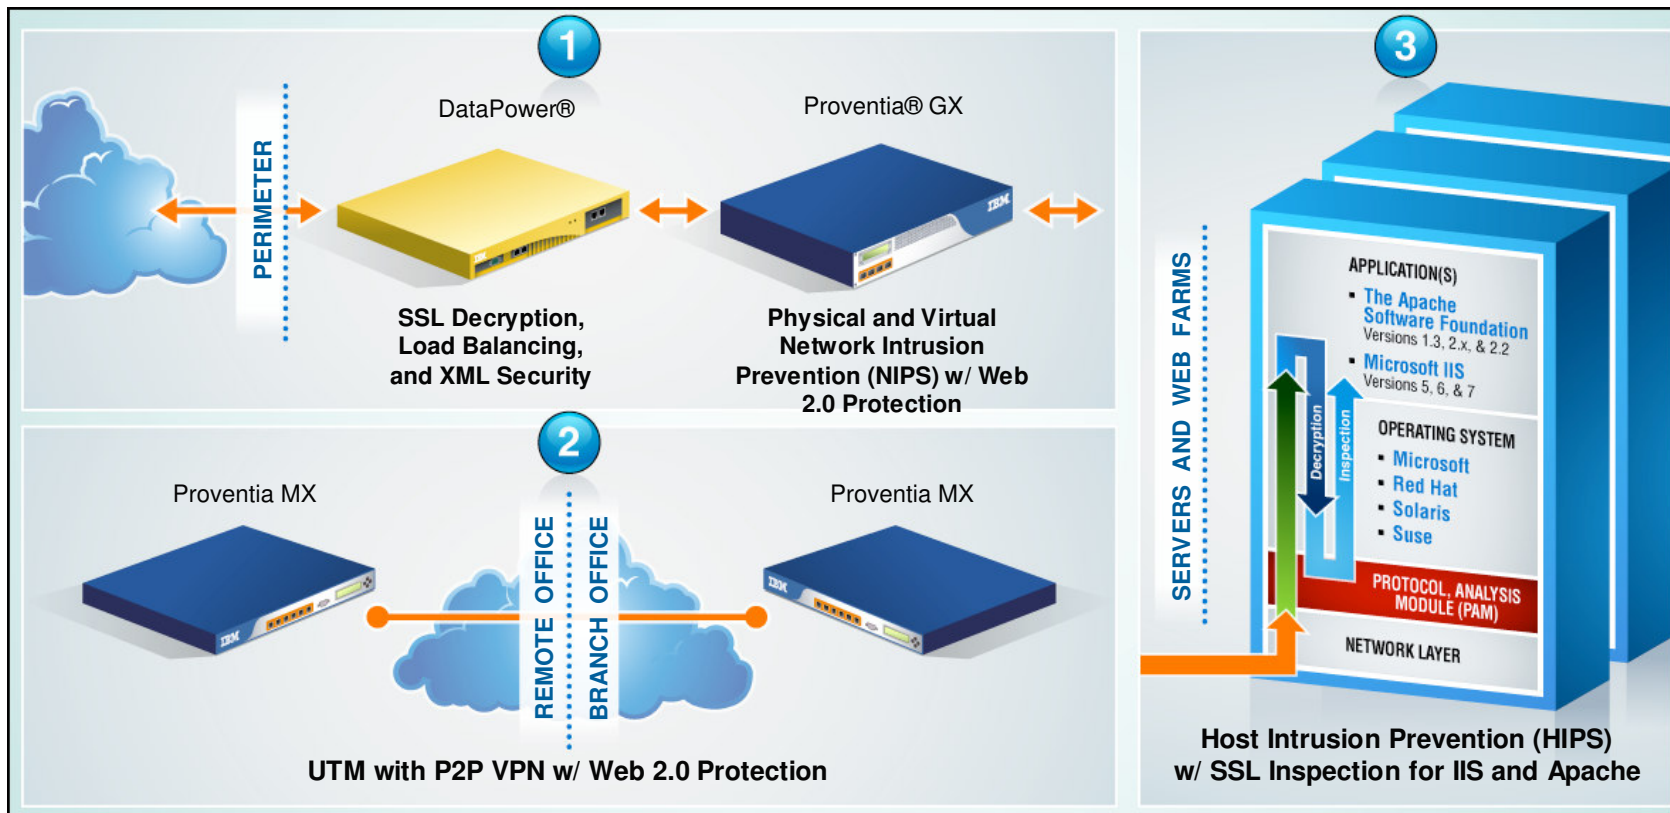 1
DataPower®
Proventia® GX
PERIMETER
IBM
IBM
SSL Decryption,
Load Balancing,
and XML Security
Physical and Virtual
Network Intrusion
Prevention (NIPS) w/ Web
2.0 Protection
2
Proventia MX
Proventia MX
IBM
IBM
REMOTE OFFICE
BRANCH OFFICE
UTM with P2P VPN w/ Web 2.0 Protection
3
SERVERS AND WEB FARMS
APPLICATION(S)
▪ The Apache
Software Foundation
Versions 1.3, 2.x, & 2.2
▪ Microsoft IIS
Versions 5, 6, & 7
Decryption
Inspection
OPERATING SYSTEM
▪ Microsoft
▪ Red Hat
▪ Solaris
▪ Suse
PROTOCOL, ANALYSIS
MODULE (PAM)
NETWORK LAYER
Host Intrusion Prevention (HIPS)
w/ SSL Inspection for IIS and Apache